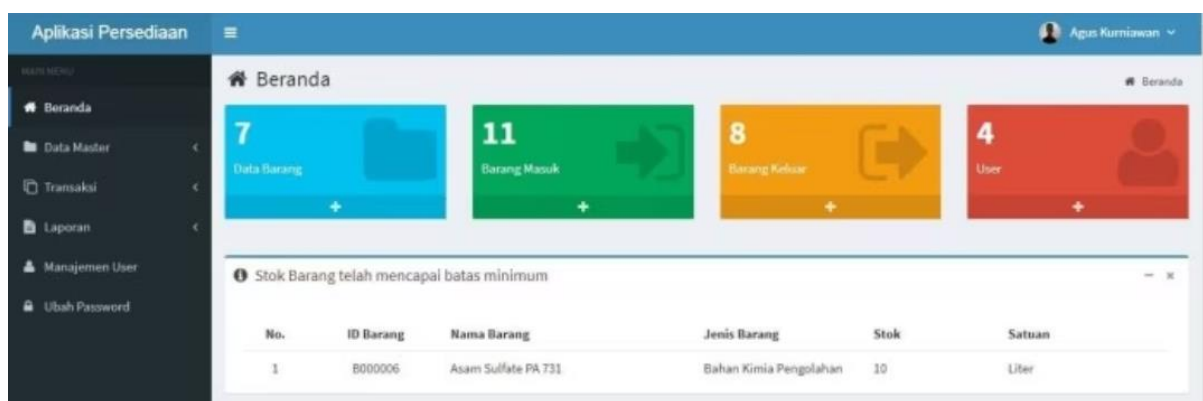 Aplikasi Persediaan
Agus Kurniawan
MAIN MENU
Beranda
Data Master
Transaksi
Laporan
Manajemen User
Ubah Password
Beranda
Beranda
7
Data Barang
11
Barang Masuk
8
Barang Keluar
4
User
Stok Barang telah mencapai batas minimum
No. ID Barang Nama Barang Jenis Barang Stok Satuan
1 B000006 Asam Sulfate PA 731 Bahan Kimia Pengolahan 10 Liter